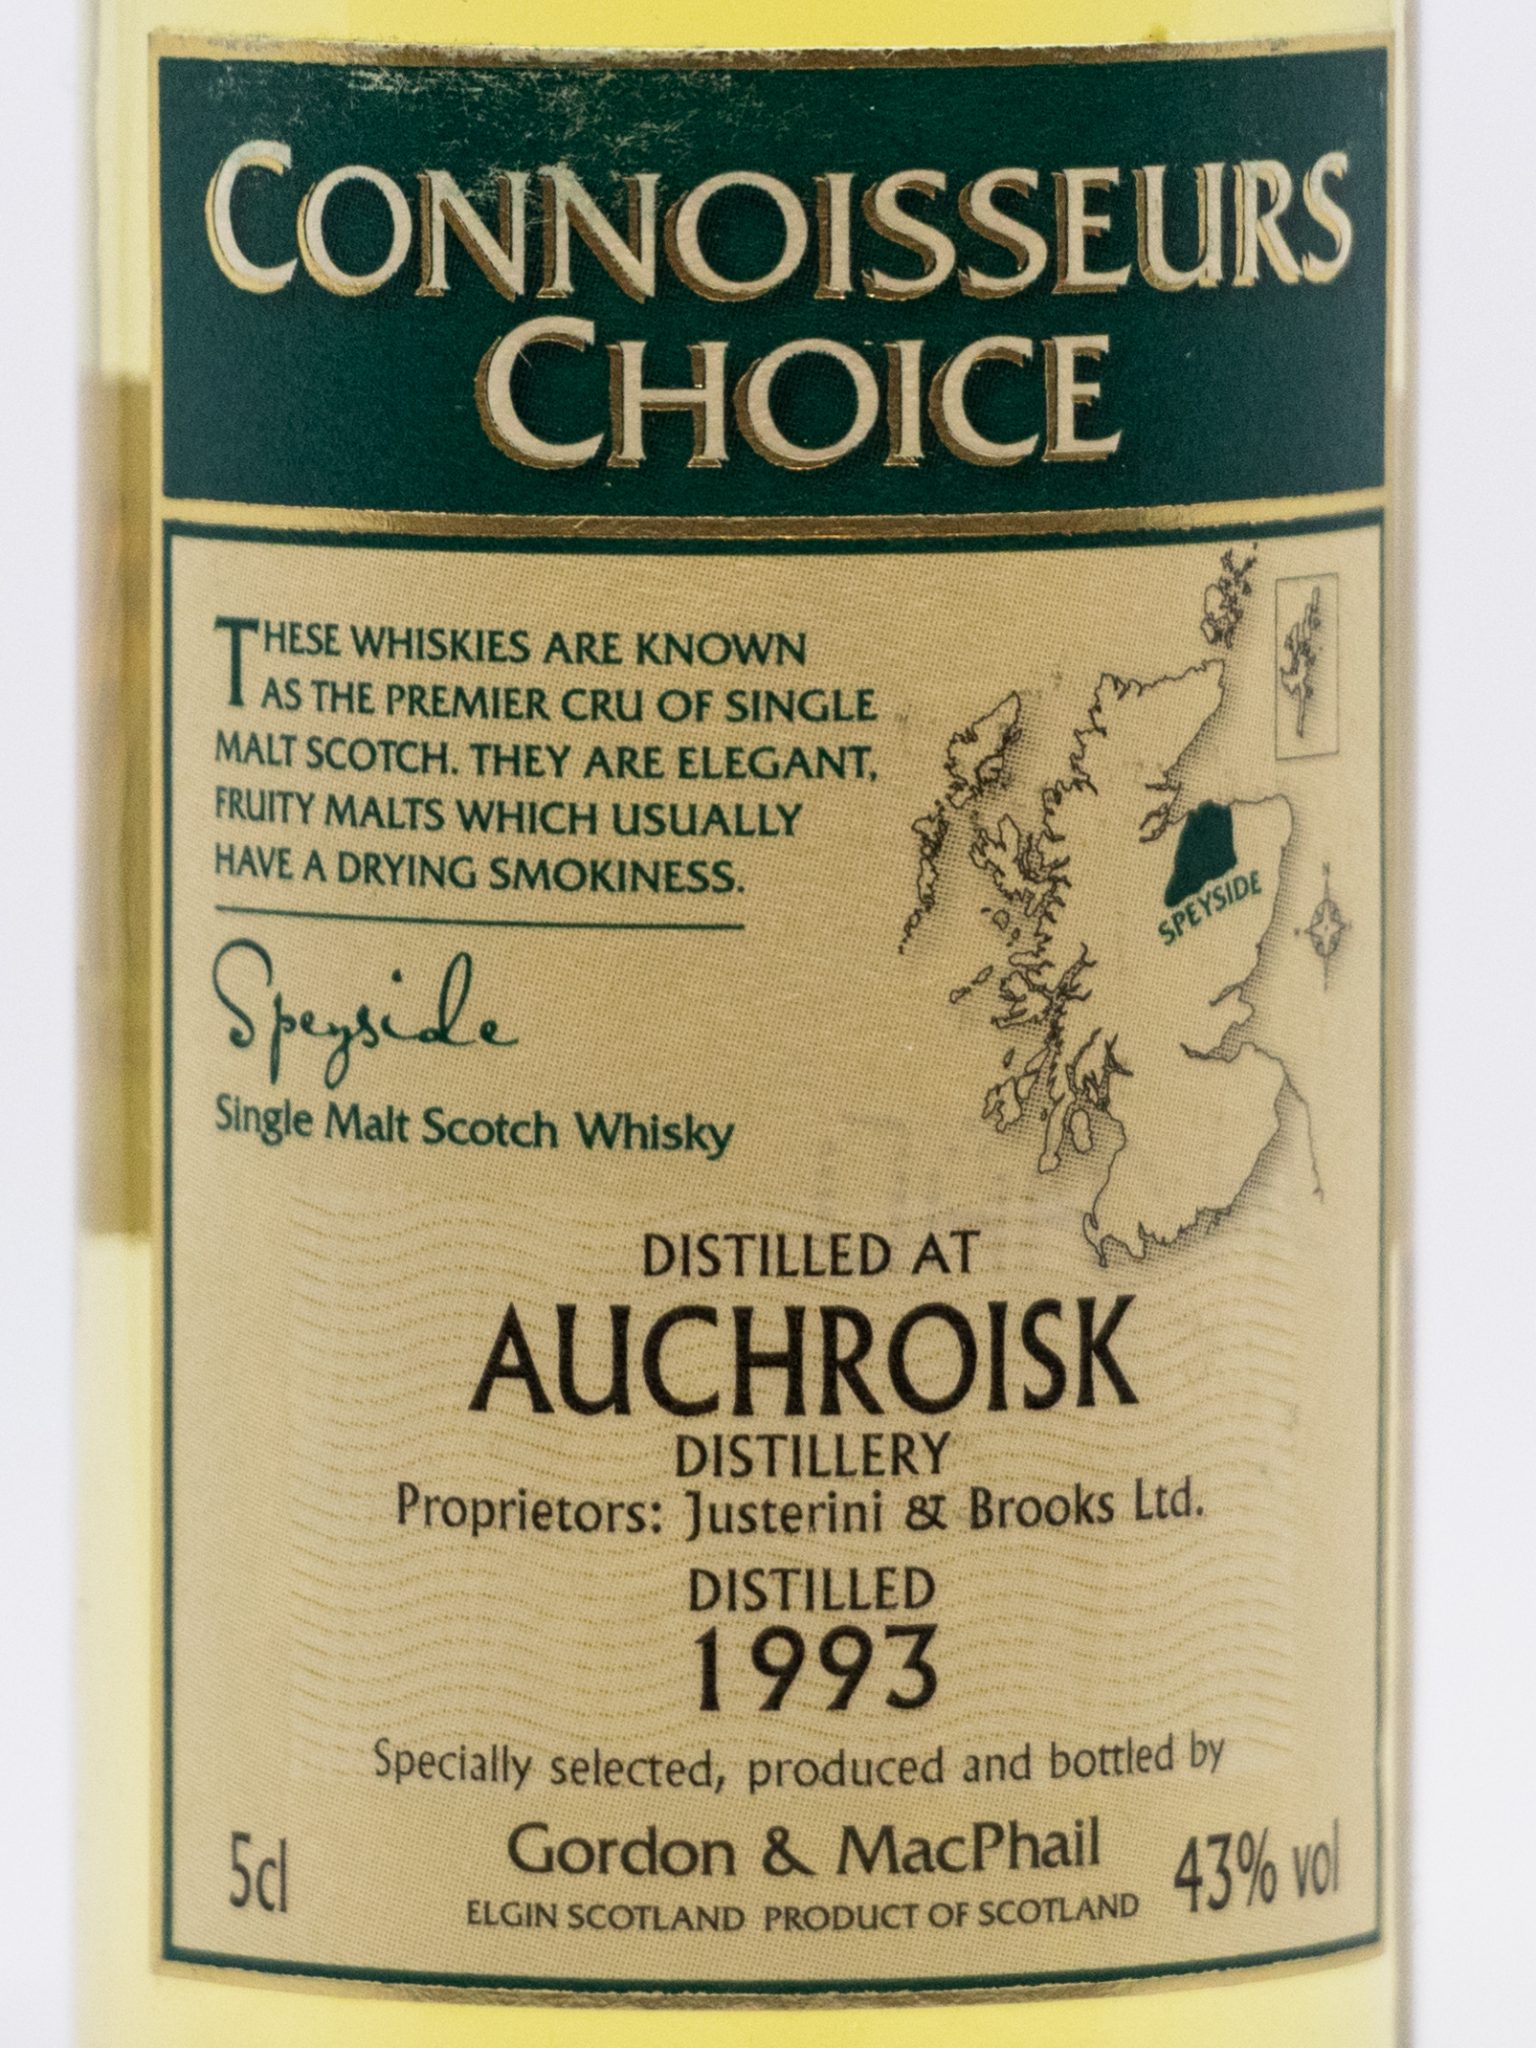 CONNOISSEURS
CHOICE
THESE WHISKIES ARE KNOWN
AS THE PREMIER CRU OF SINGLE
MALT SCOTCH. THEY ARE ELEGANT,
FRUITY MALTS WHICH USUALLY
HAVE A DRYING SMOKINESS.
SPEYSIDE
Speyside
Single Malt Scotch Whisky
DISTILLED AT
AUCHROISK
DISTILLERY
Proprietors: Justerini & Brooks Ltd.
DISTILLED
1993
Specially selected, produced and bottled by
Gordon & MacPhail
ELGIN SCOTLAND PRODUCT OF SCOTLAND
5cl
43% vol